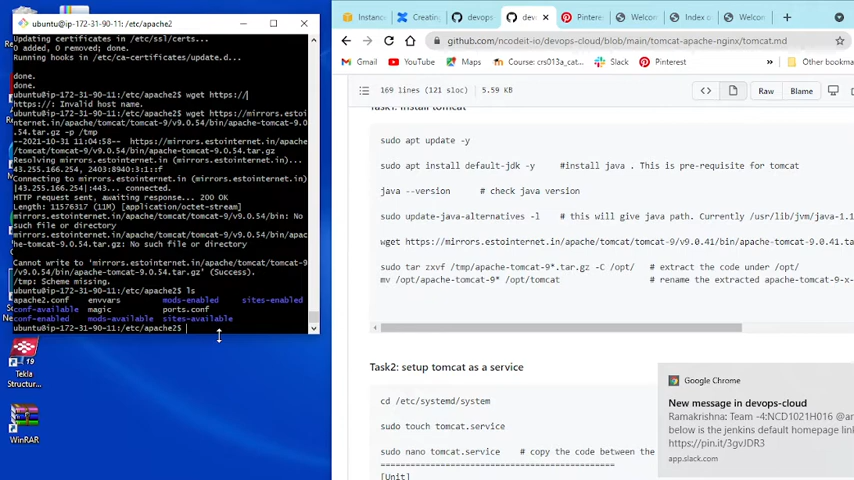 ubuntu@ip-172-31-90-11: /etc/apache2
Updating certificates in /etc/ssl/certs...
0 added, 0 removed; done.
Running hooks in /etc/ca-certificates/update.d...
done.
done.
ubuntu@ip-172-31-90-11:/etc/apache2$ wget https://
https://: Invalid host name.
ubuntu@ip-172-31-90-11:/etc/apache2$ wget https://mirrors.estointernet.in/apache/tomcat/tomcat-9/v9.0.54/bin/apache-tomcat-9.0
.54.tar.gz -p /tmp
--2021-10-31 11:04:58-- https://mirrors.estointernet.in/apache/tomcat/tomcat-9/v9.0.54/bin/apache-tomcat-9.0.54.tar.gz
Resolving mirrors.estointernet.in (mirrors.estointernet.in)...
43.255.166.254, 2403:8940:3:1::f
Connecting to mirrors.estointernet.in (mirrors.estointernet.in)
|43.255.166.254|:443... connected.
HTTP request sent, awaiting response... 200 OK
Length: 11576317 (11M) [application/octet-stream]
mirrors.estointernet.in/apache/tomcat/tomcat-9/v9.0.54/bin: No
such file or directory
mirrors.estointernet.in/apache/tomcat/tomcat-9/v9.0.54/bin/apac
he-tomcat-9.0.54.tar.gz: No such file or directory
Cannot write to 'mirrors.estointernet.in/apache/tomcat/tomcat-9
/v9.0.54/bin/apache-tomcat-9.0.54.tar.gz' (Success).
/tmp: Scheme missing.
ubuntu@ip-172-31-90-11:/etc/apache2$ ls
apache2.conf envvars mods-enabled sites-enabled
conf-available magic ports.conf
conf-enabled mods-available sites-available
ubuntu@ip-172-31-90-11:/etc/apache2$
19
Tekla
Structure...
WinRAR
Instanc
Creating
devops
dev
Pintere
Welcom
Index o
Welcom
github.com/ncodeit-io/devops-cloud/blob/main/tomcat-apache-nginx/tomcat.md
Gmail
YouTube
Maps
Course: crs013a_cer...
Pinterest
Other bookm
169 lines (121 sloc) 5.59 KB
Raw
Blame
Task1: install tomcat
sudo apt update -y
sudo apt install default-jdk -y #install java . This is pre-requisite for tomcat
java --version # check java version
sudo update-java-alternatives -l # this will give java path. Currently /usr/lib/jvm/java-1.1
wget https://mirrors.estointernet.in/apache/tomcat/tomcat-9/v9.0.41/bin/apache-tomcat-9.0.41.ta
sudo tar zxvf /tmp/apache-tomcat-9*.tar.gz -C /opt/ # extract the code under /opt/
mv /opt/apache-tomcat-9* /opt/tomcat # rename the extracted apache-tomcat-9-x-
Task2: setup tomcat as a service
cd /etc/systemd/system
sudo touch tomcat.service
sudo nano tomcat.service # copy the code between the
==============================================
[Unit]
Google Chrome
New message in devops-cloud
Ramakrishna: Team -4:NCD1021H016 @an
below is the jenkins default homepage link
https://pin.it/3gvJDR3
app.slack.com